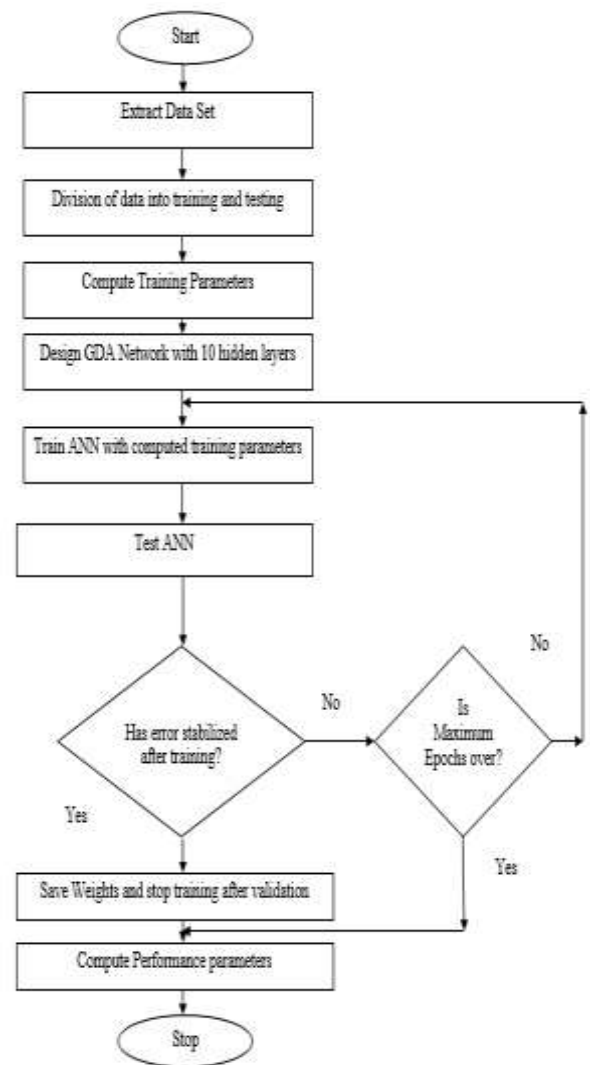 Start
Extract Data Set
Division of data into training and testing
Compute Training Parameters
Design GDA Network with 10 hidden layers
Train ANN with computed training parameters
Test ANN
Has error stabilized
after training?
No
Is
Maximum
Epochs over?
No
Yes
Yes
Save Weights and stop training after validation
Compute Performance parameters
Stop